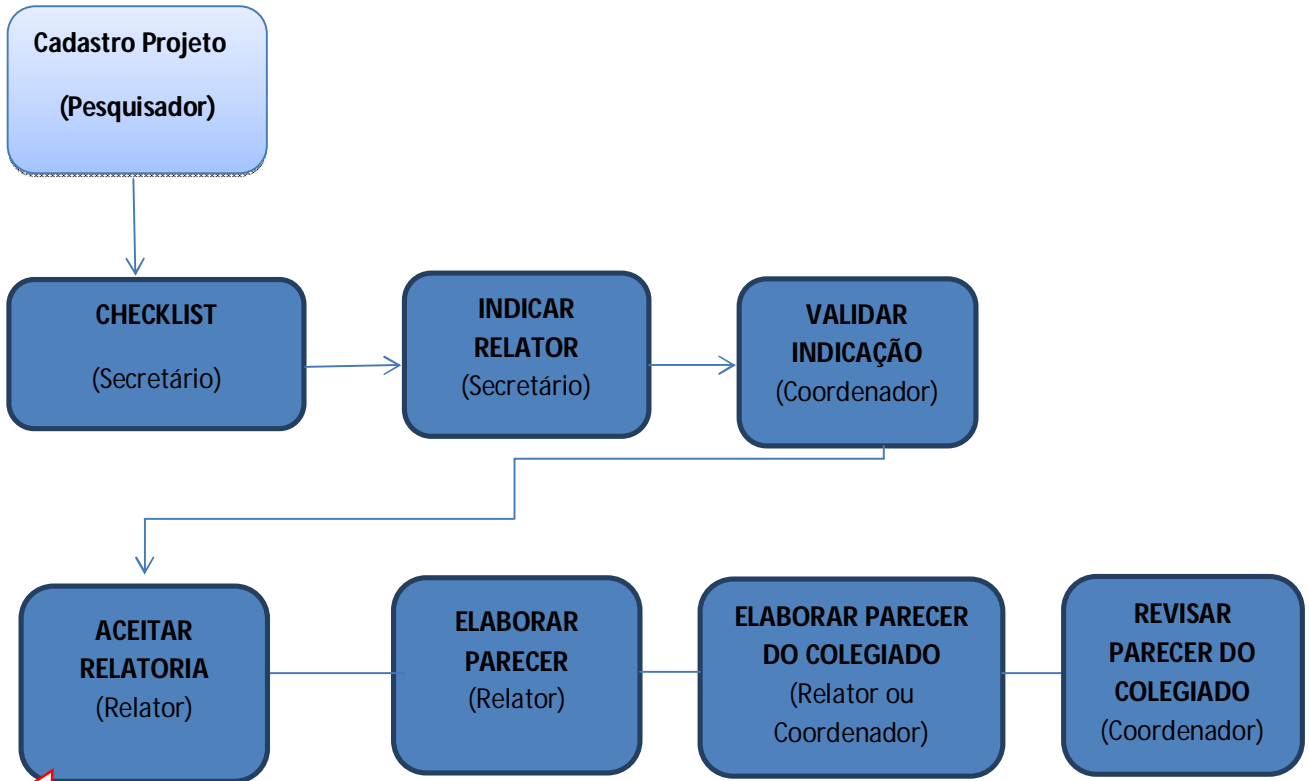 Cadastro Projeto
(Pesquisador)
CHECKLIST
(Secretário)
INDICAR
RELATOR
(Secretário)
VALIDAR
INDICAÇÃO
(Coordenador)
ACEITAR
RELATORIA
(Relator)
ELABORAR
PARECER
(Relator)
ELABORAR PARECER
DO COLEGIADO
(Relator ou
Coordenador)
REVISAR
PARECER DO
COLEGIADO
(Coordenador)